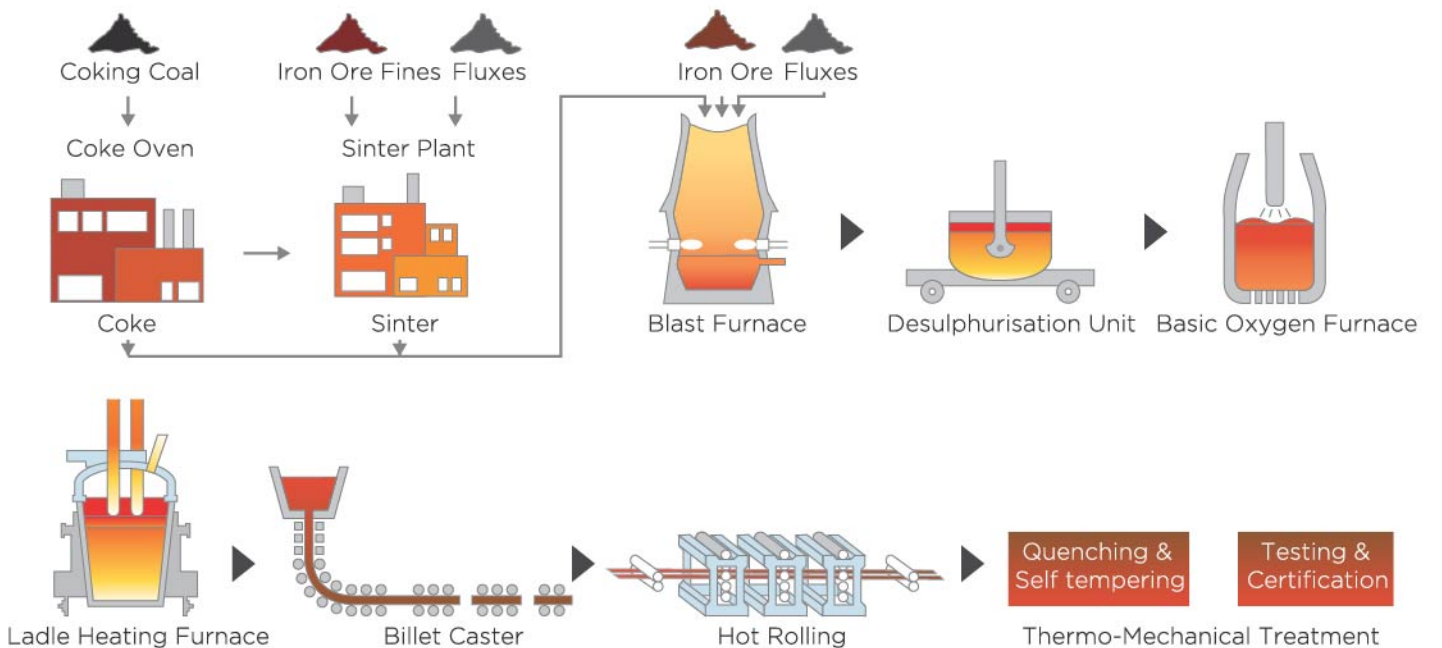 Coking Coal
Iron Ore Fines Fluxes
Iron Ore Fluxes
Coke Oven
Sinter Plant
Coke
Sinter
Blast Furnace
Desulphurisation Unit
Basic Oxygen Furnace
Quenching &
Self tempering
Testing &
Certification
Ladle Heating Furnace
Billet Caster
Hot Rolling
Thermo-Mechanical Treatment